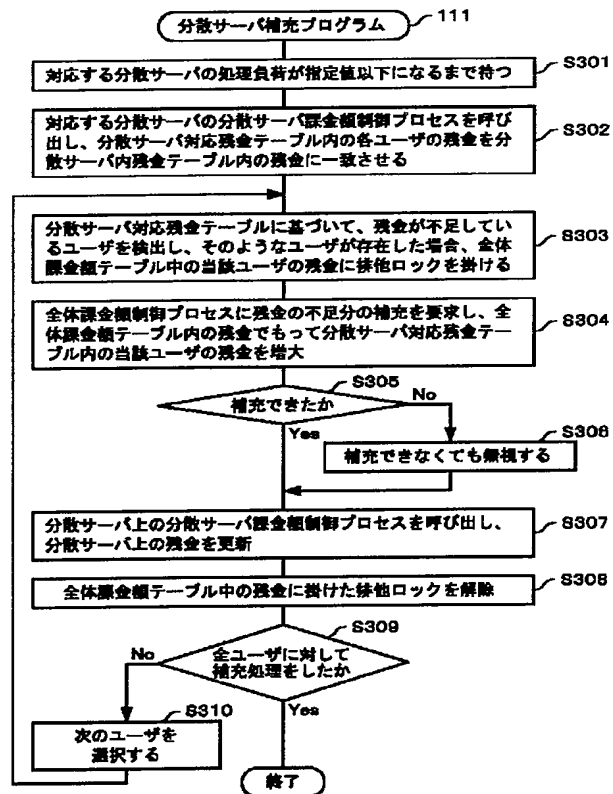 分散サーバ補充プログラム
111
対応する分散サーバの処理負荷が指定値以下になるまで待つ
S301
対応する分散サーバの分散サーバ課金額制御プロセスを呼び
出し、分散サーバ対応残金テーブル内の各ユーザの残金を分
散サーバ内残金テーブル内の残金に一致させる
S302
分散サーバ対応残金テーブルに基づいて、残金が不足してい
るユーザを検出し、そのようなユーザが存在した場合、全体
課金額テーブル中の当該ユーザの残金に排他ロックを掛ける
S303
全体課金額制御プロセスに残金の不足分の補充を要求し、全
体課金額テーブル内の残金でもって分散サーバ対応残金テー
ブル内の当該ユーザの残金を増大
S304
補充できたか
S305
No
Yes
補充できなくても無視する
S306
分散サーバ上の分散サーバ課金額制御プロセスを呼び出し、
分散サーバ上の残金を更新
S307
全体課金額テーブル中の残金に掛けた排他ロックを解除
S308
全ユーザに対して
補充処理をしたか
S309
No
Yes
次のユーザを
選択する
S310
終了